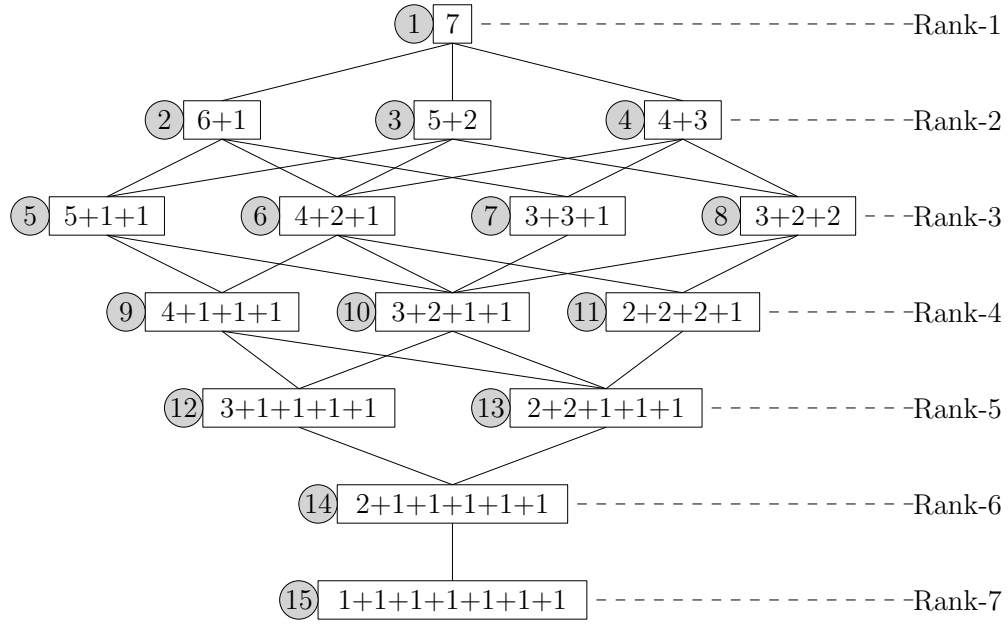 1 7 Rank-1
2 6+1 3 5+2 4 4+3 Rank-2
5 5+1+1 6 4+2+1 7 3+3+1 8 3+2+2 Rank-3
9 4+1+1+1 10 3+2+1+1 11 2+2+2+1 Rank-4
12 3+1+1+1+1 13 2+2+1+1+1 Rank-5
14 2+1+1+1+1+1 Rank-6
15 1+1+1+1+1+1+1 Rank-7